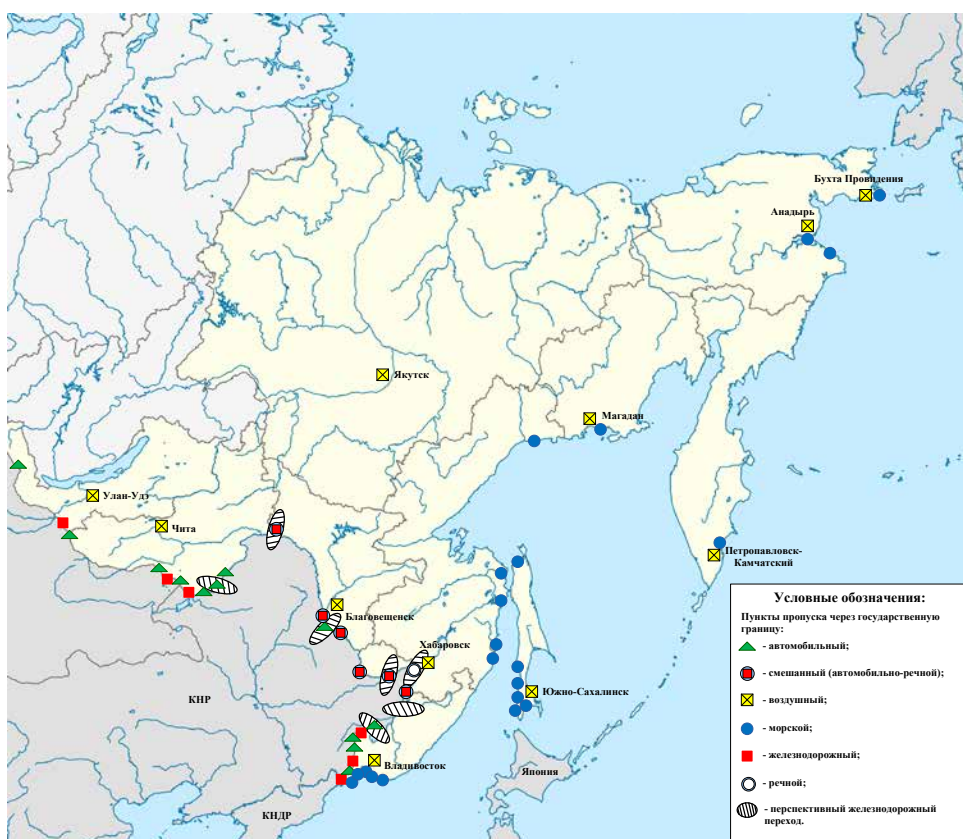 Бухта Провидения
Анадырь
Якутск
Магадан
Улан-Удэ
Чита
Петропавловск-
Камчатский
Благовещенск
Хабаровск
Южно-Сахалинск
КНР
Владивосток
Япония
КНДР
Условные обозначения:
Пункты пропуска через государственную
границу:
- автомобильный;
- смешанный (автомобильно-речной);
- воздушный;
- морской;
- железнодорожный;
- речной;
- перспективный железнодорожный
переход.